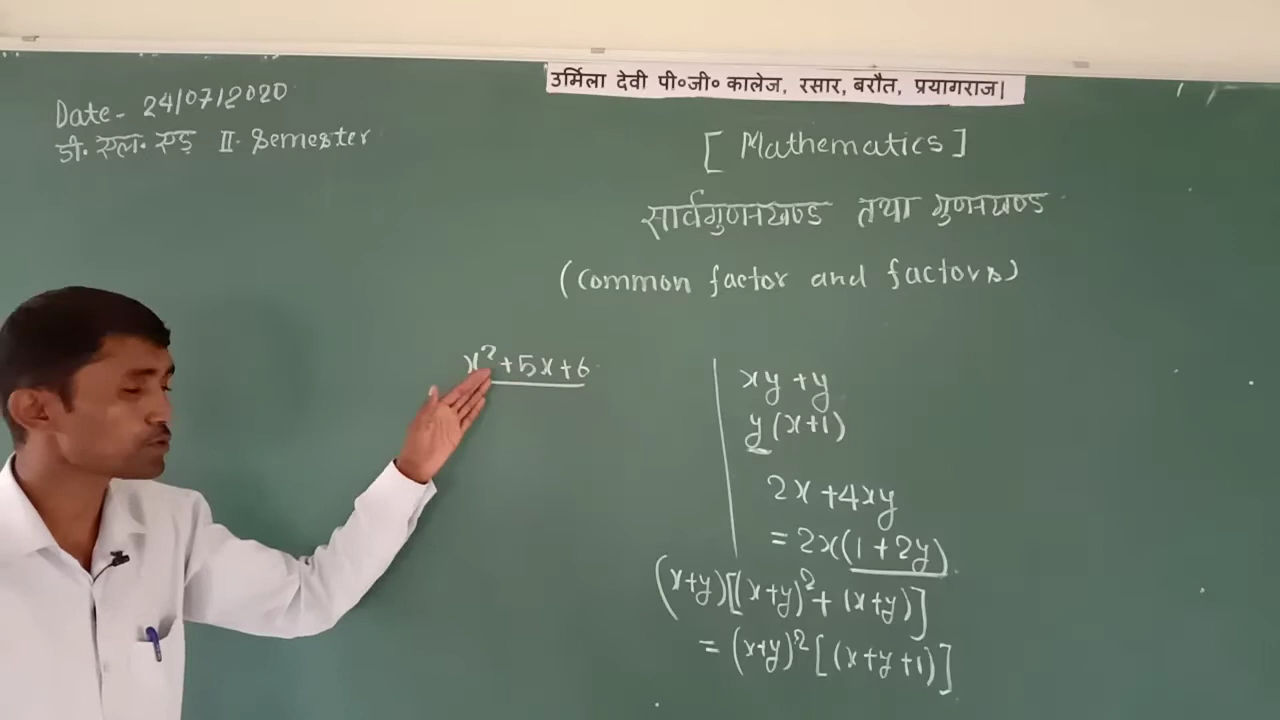 उर्मिला देवी पी०जी० कालेज, रसार, बरौत, प्रयागराज।
Date - 24/07/2020
डी. एल. एड़ II. Semester
[ Mathematics ]
सार्वगुणनखण्ड तथा गुणनखण्ड
(Common factor and factors)
x²+5x+6
xy+y
y(x+1)
2x+4xy
= 2x(1+2y)
(x+y)[(x+y)²+(x+y)]
= (x+y)²[(x+y+1)]